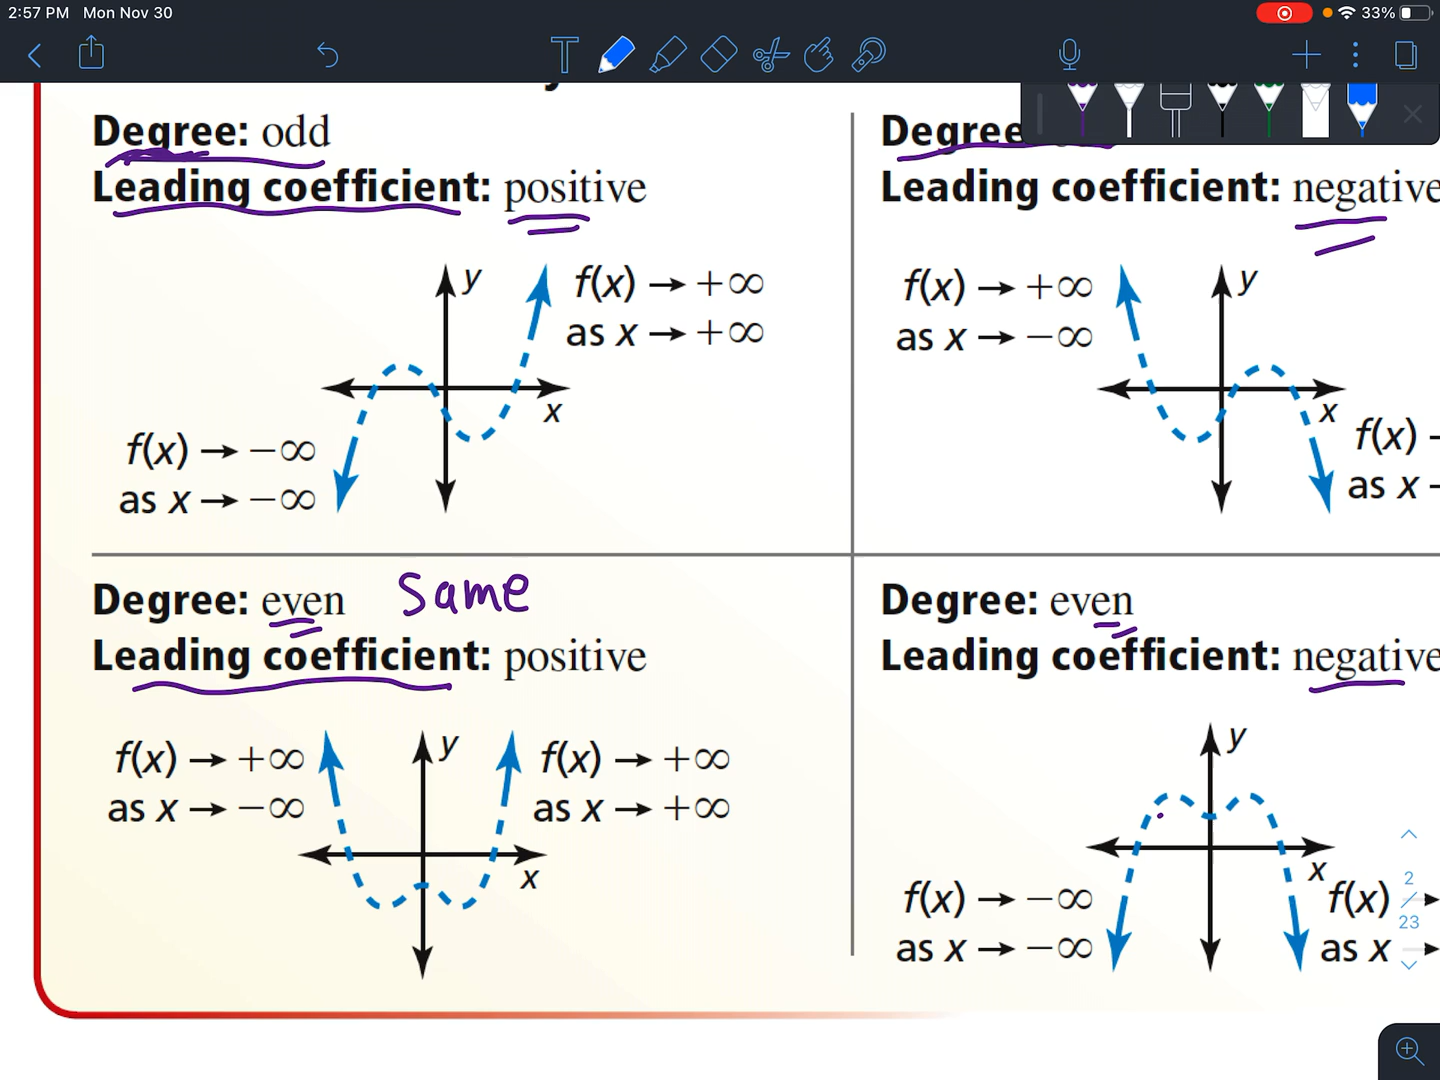 2:57 PM Mon Nov 30
33%
Degree: odd
Leading coefficient: positive
y
f(x) → +∞
as x → +∞
x
f(x) → −∞
as x → −∞
Degree
Leading coefficient: negative
f(x) → +∞
as x → −∞
y
x
f(x)
as x
Degree: even same
Leading coefficient: positive
f(x) → +∞
as x → −∞
y
f(x) → +∞
as x → +∞
x
Degree: even
Leading coefficient: negative
y
x
f(x) → −∞
as x → −∞
f(x) →
as x →
2/23